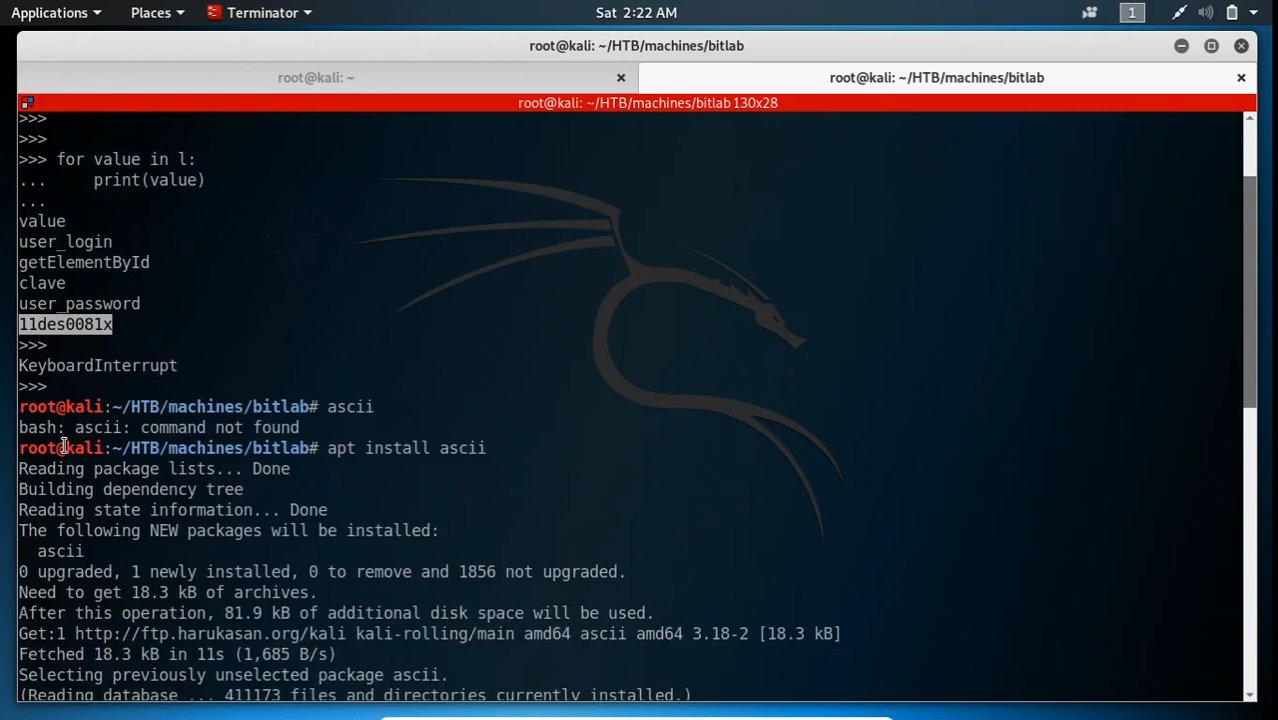 Applications Places Terminator Sat 2:22 AM 1
root@kali: ~/HTB/machines/bitlab
root@kali: ~ root@kali: ~/HTB/machines/bitlab
root@kali: ~/HTB/machines/bitlab 130x28
>>>
>>>
>>> for value in l:
...     print(value)
...
value
user_login
getElementById
clave
user_password
11des0081x
>>>
KeyboardInterrupt
>>>
root@kali:~/HTB/machines/bitlab# ascii
bash: ascii: command not found
root@kali:~/HTB/machines/bitlab# apt install ascii
Reading package lists... Done
Building dependency tree
Reading state information... Done
The following NEW packages will be installed:
  ascii
0 upgraded, 1 newly installed, 0 to remove and 1856 not upgraded.
Need to get 18.3 kB of archives.
After this operation, 81.9 kB of additional disk space will be used.
Get:1 http://ftp.harukasan.org/kali kali-rolling/main amd64 ascii amd64 3.18-2 [18.3 kB]
Fetched 18.3 kB in 11s (1,685 B/s)
Selecting previously unselected package ascii.
(Reading database ... 411173 files and directories currently installed.)